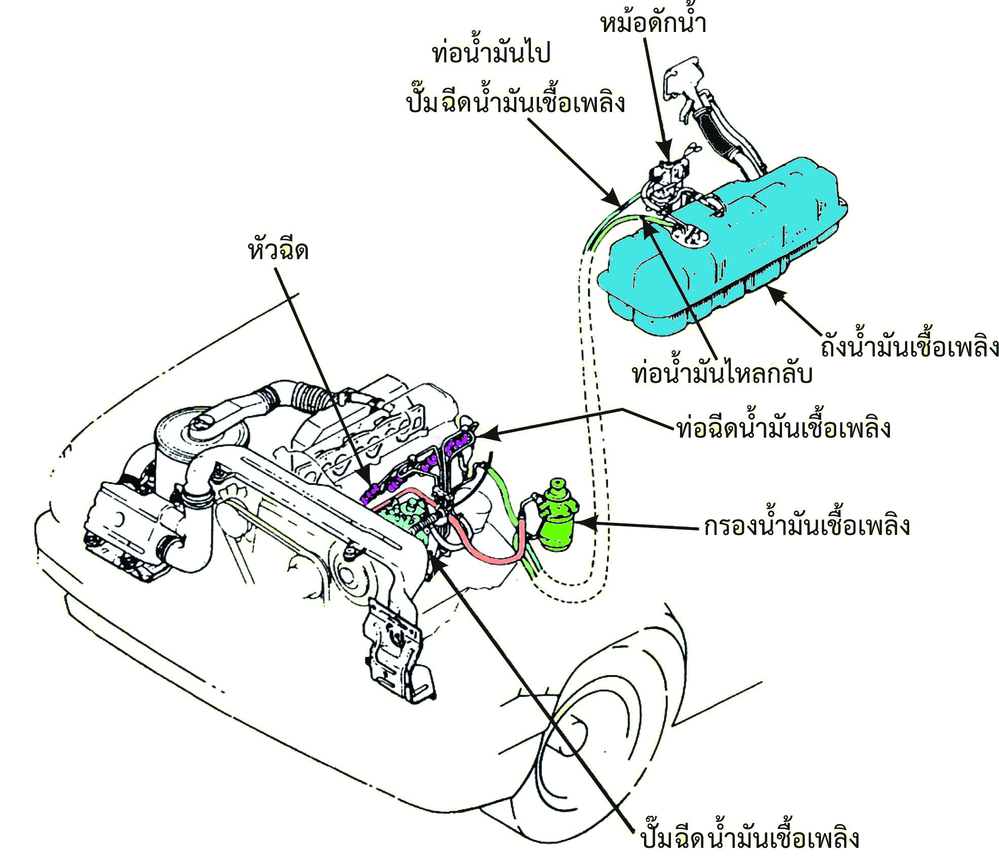 หม้อดักน้ำ
ท่อน้ำมันไป
ปั๊มฉีดน้ำมันเชื้อเพลิง
หัวฉีด
ถังน้ำมันเชื้อเพลิง
ท่อน้ำมันไหลกลับ
ท่อฉีดน้ำมันเชื้อเพลิง
กรองน้ำมันเชื้อเพลิง
ปั๊มฉีดน้ำมันเชื้อเพลิง